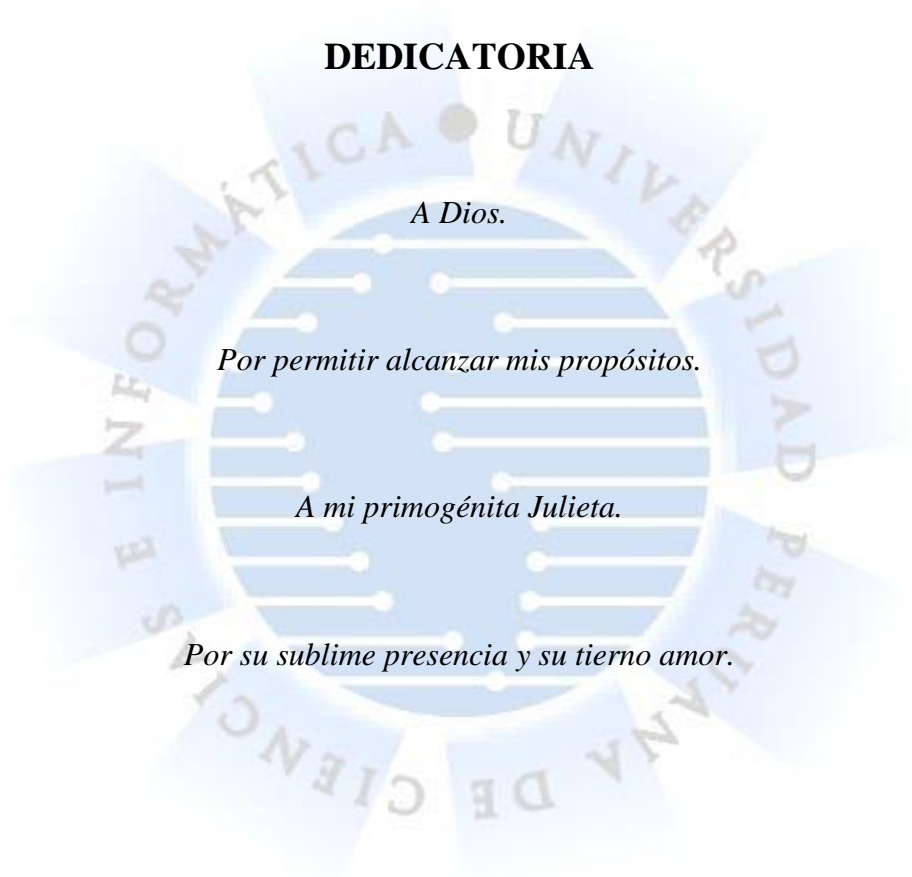 DEDICATORIA
A Dios.
Por permitir alcanzar mis propósitos.
A mi primogénita Julieta.
Por su sublime presencia y su tierno amor.
UNIVERSIDAD PERUANA DE CIENCIAS E INFORMÁTICA